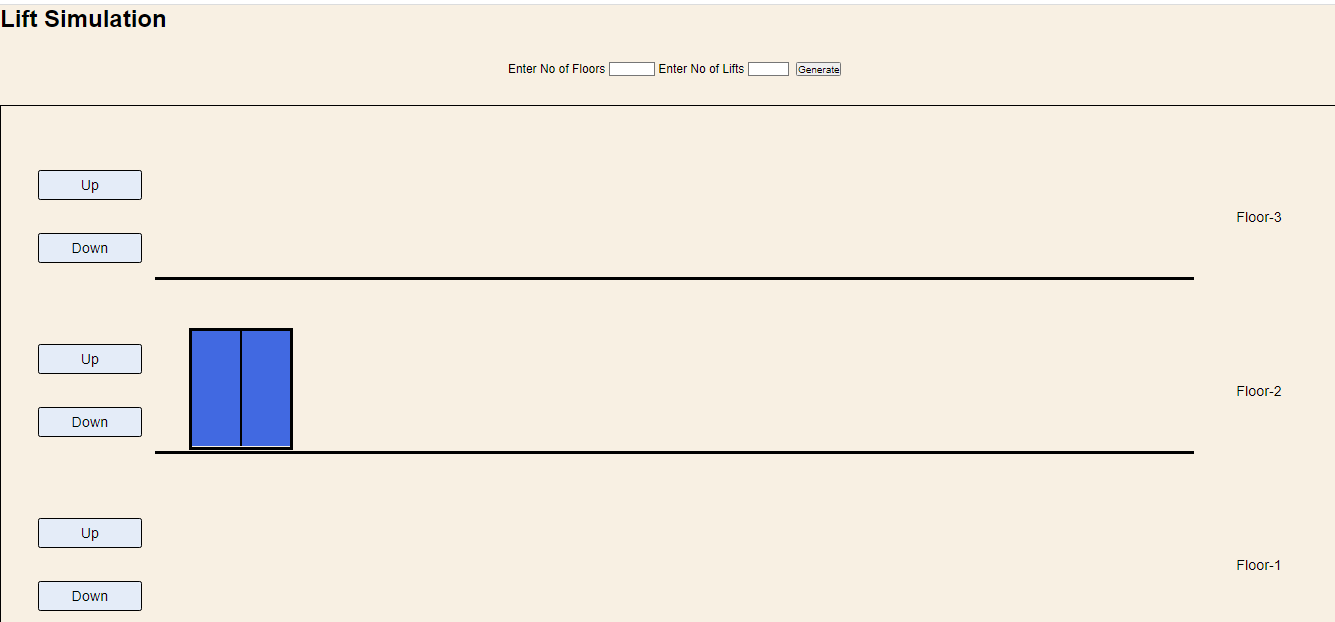 Lift Simulation
Enter No of Floors Enter No of Lifts Generate
Up
Floor-3
Down
Up
Floor-2
Down
Up
Floor-1
Down